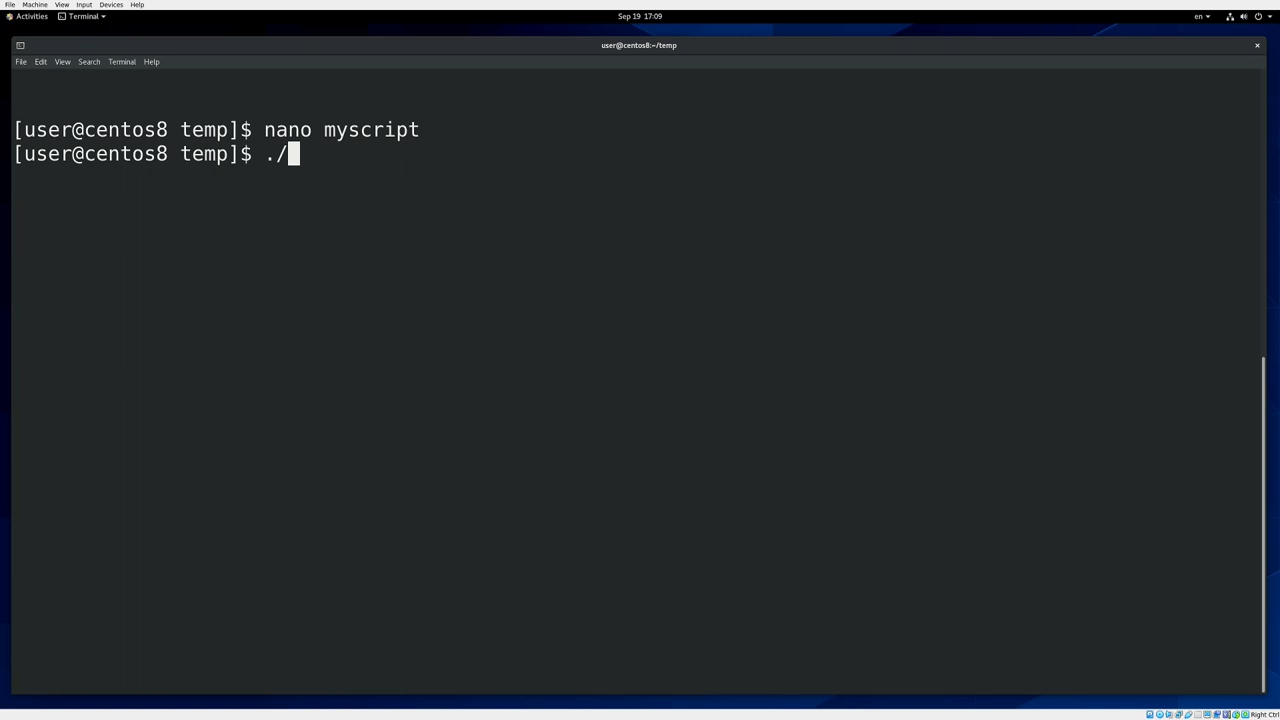 File Machine View Input Devices Help
Activities Terminal Sep 19 17:09 en
user@centos8:~/temp
File Edit View Search Terminal Help
[user@centos8 temp]$ nano myscript
[user@centos8 temp]$ ./
Right Ctrl